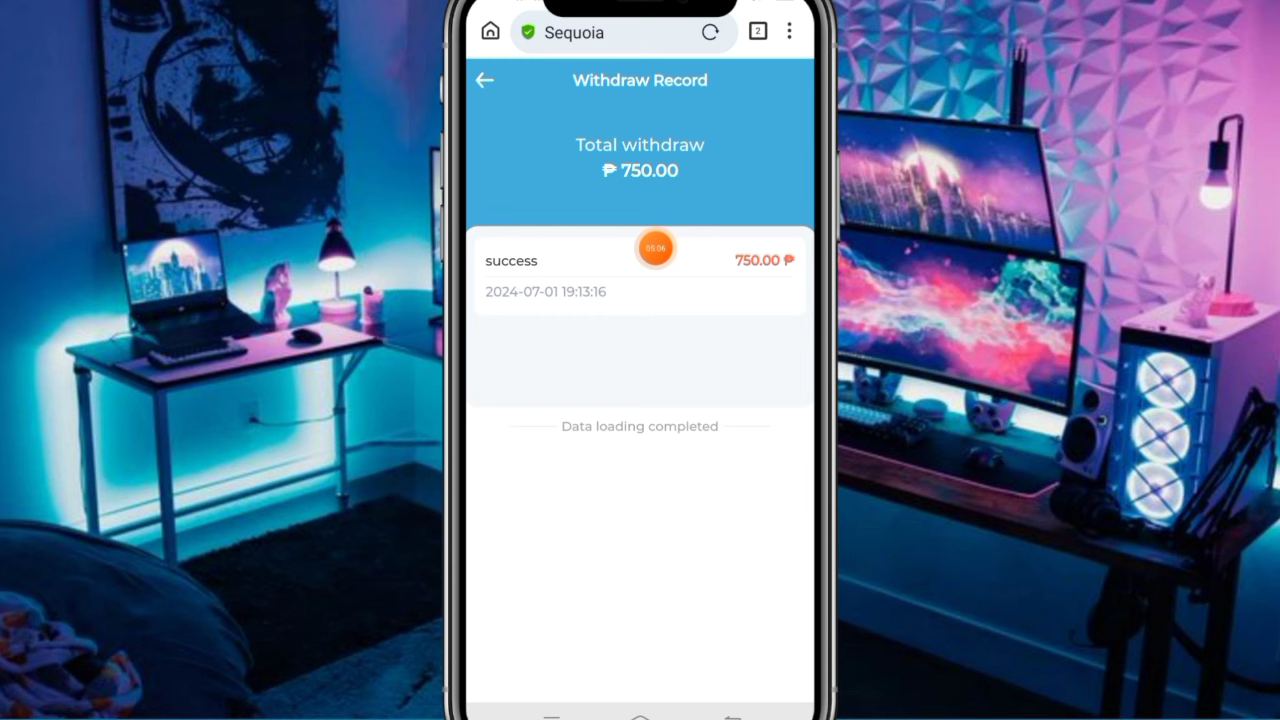 Sequoia
2
Withdraw Record
Total withdraw
₱ 750.00
05:06
success
750.00 ₱
2024-07-01 19:13:16
Data loading completed